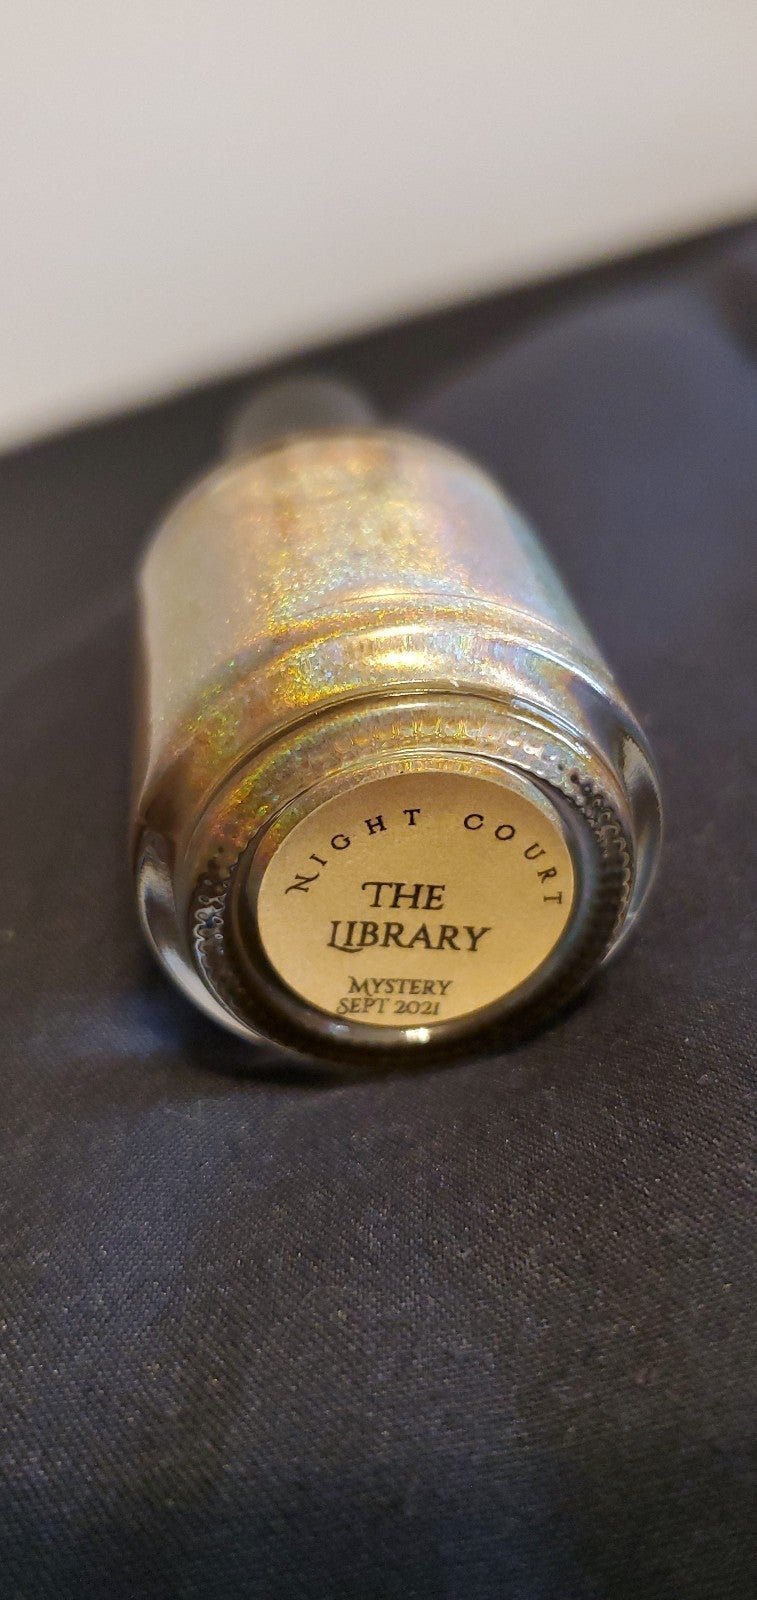 NIGHT COURT
THE
LIBRARY
MYSTERY
SEPT 2021